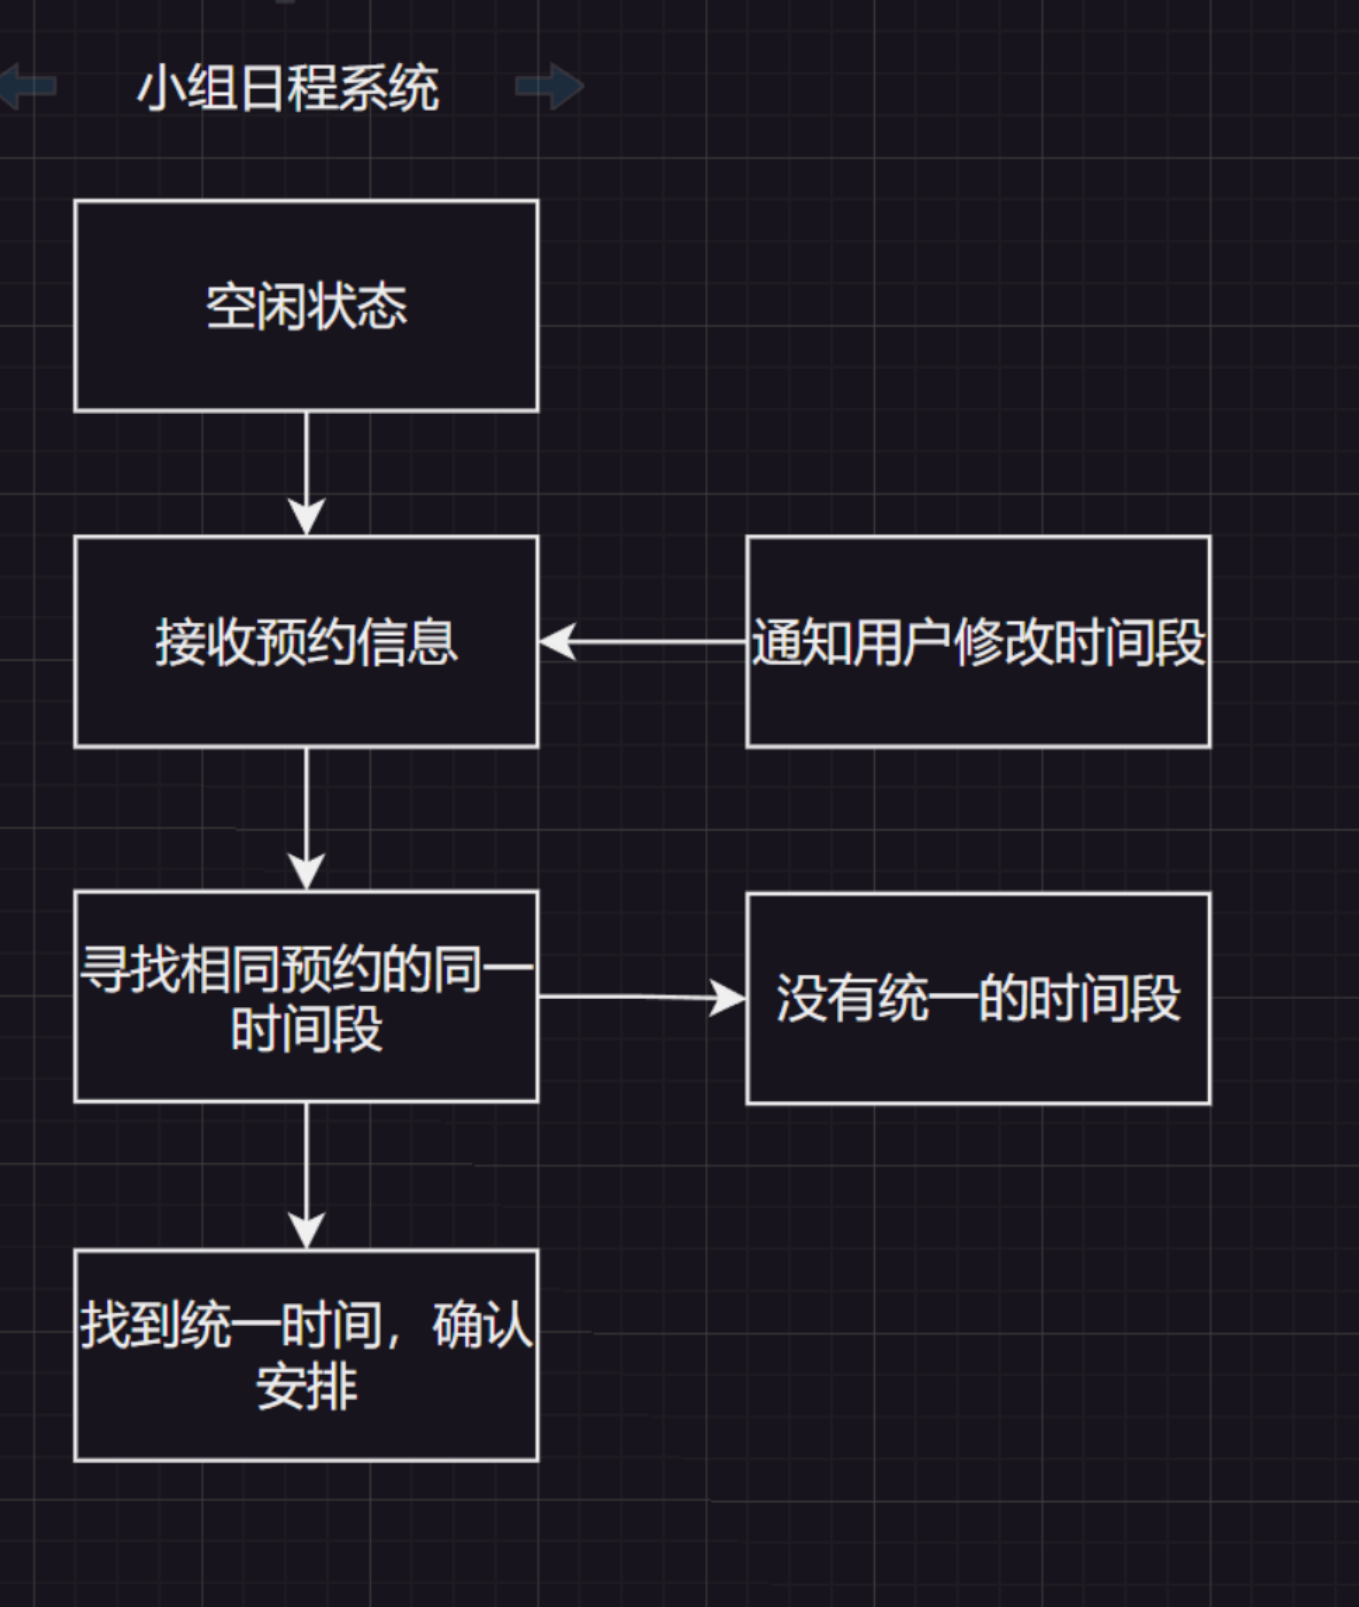 小组日程系统
空闲状态
接收预约信息
通知用户修改时间段
寻找相同预约的同一
时间段
没有统一的时间段
找到统一时间，确认
安排